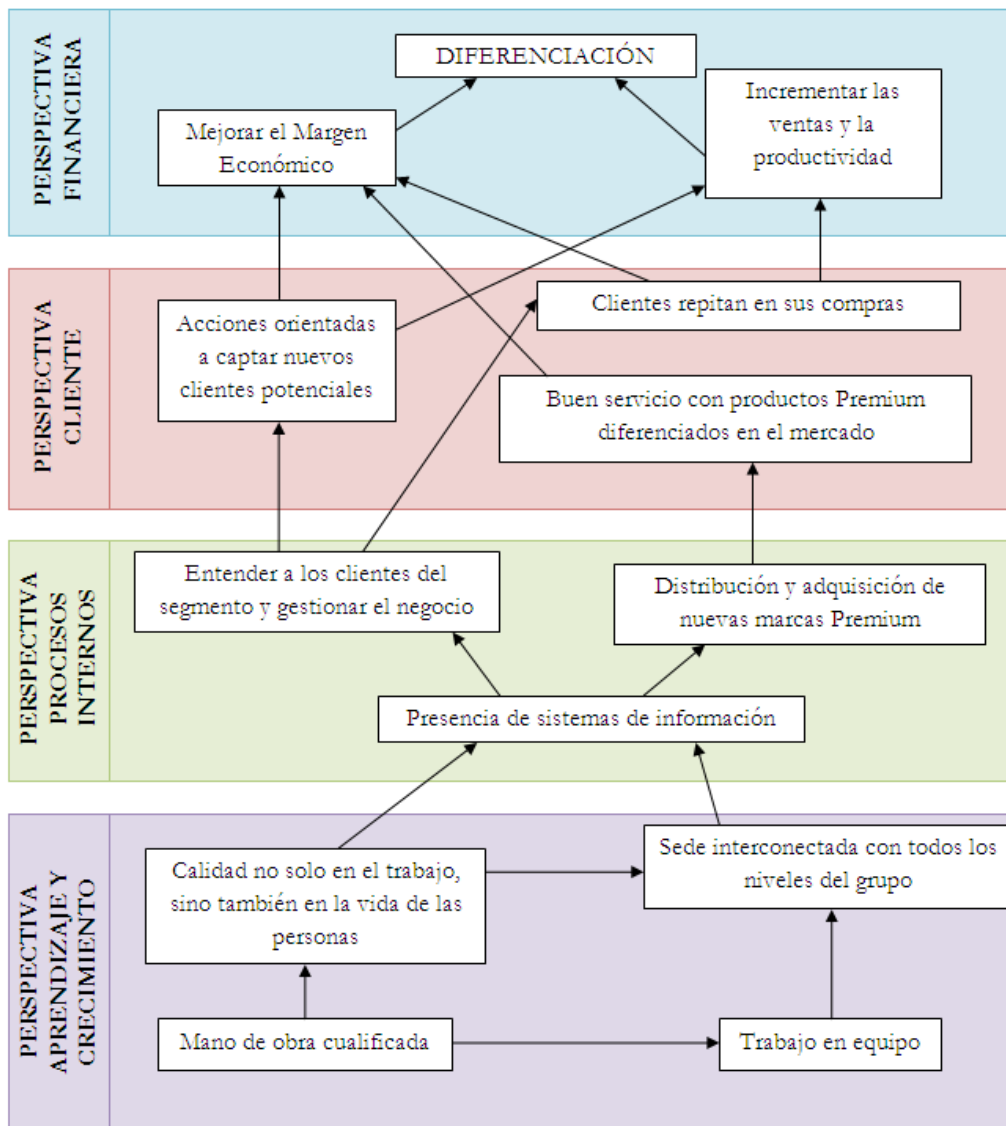 PERSPECTIVA
FINANCIERA
DIFERENCIACIÓN
Mejorar el Margen
Económico
Incrementar las
ventas y la
productividad
PERSPECTIVA
CLIENTE
Clientes repitan en sus compras
Acciones orientadas
a captar nuevos
clientes potenciales
Buen servicio con productos Premium
diferenciados en el mercado
PERSPECTIVA
PROCESOS
INTERNOS
Entender a los clientes del
segmento y gestionar el negocio
Distribución y adquisición de
nuevas marcas Premium
Presencia de sistemas de información
PERSPECTIVA
APRENDIZAJE Y
CRECIMIENTO
Calidad no solo en el trabajo,
sino también en la vida de las
personas
Sede interconectada con todos los
niveles del grupo
Mano de obra cualificada
Trabajo en equipo